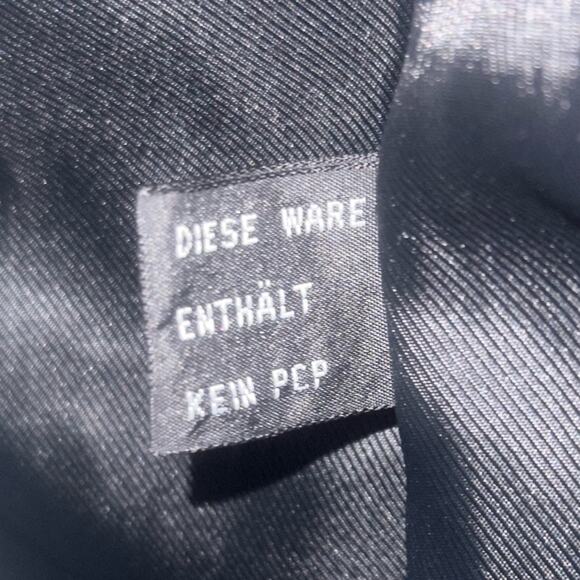 DIESE WARE
ENTHÄLT
KEIN PCP